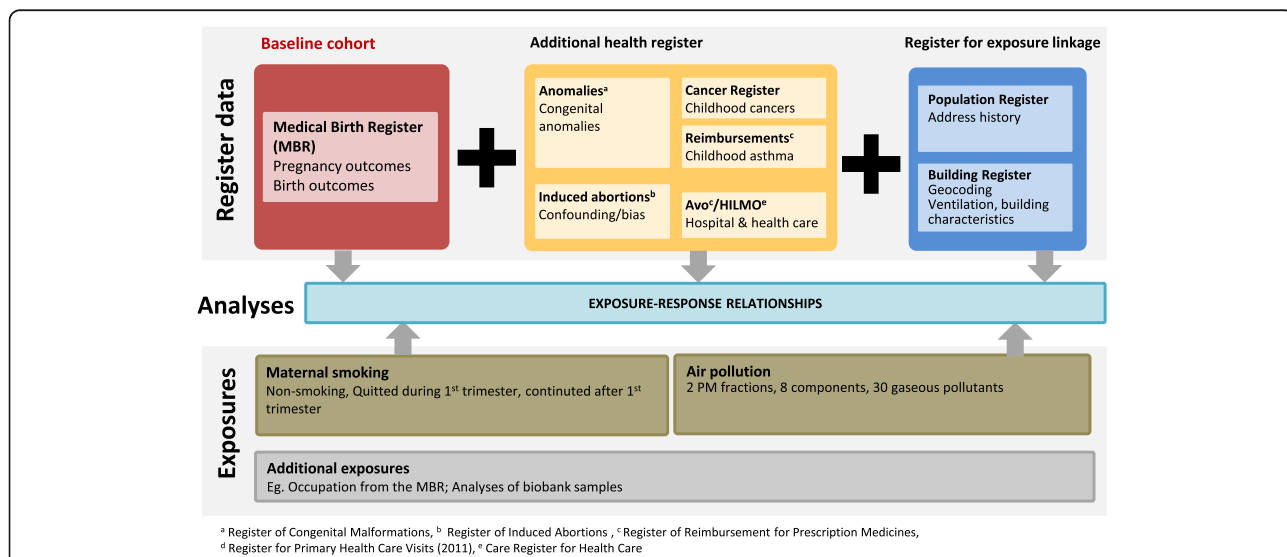 Baseline cohort
Additional health register
Register for exposure linkage
Register data
Medical Birth Register
(MBR)
Pregnancy outcomes
Birth outcomes
Anomaliesᵃ
Congenital
anomalies
Induced abortionsᵇ
Confounding/bias
Cancer Register
Childhood cancers
Reimbursementsᶜ
Childhood asthma
Avoᶜ/HILMOᵉ
Hospital & health care
Population Register
Address history
Building Register
Geocoding
Ventilation, building
characteristics
Analyses
EXPOSURE-RESPONSE RELATIONSHIPS
Exposures
Maternal smoking
Non-smoking, Quitted during 1ˢᵗ trimester, continuted after 1ˢᵗ
trimester
Air pollution
2 PM fractions, 8 components, 30 gaseous pollutants
Additional exposures
Eg. Occupation from the MBR; Analyses of biobank samples
ᵃ Register of Congenital Malformations, ᵇ Register of Induced Abortions , ᶜ Register of Reimbursement for Prescription Medicines,
ᵈ Register for Primary Health Care Visits (2011), ᵉ Care Register for Health Care